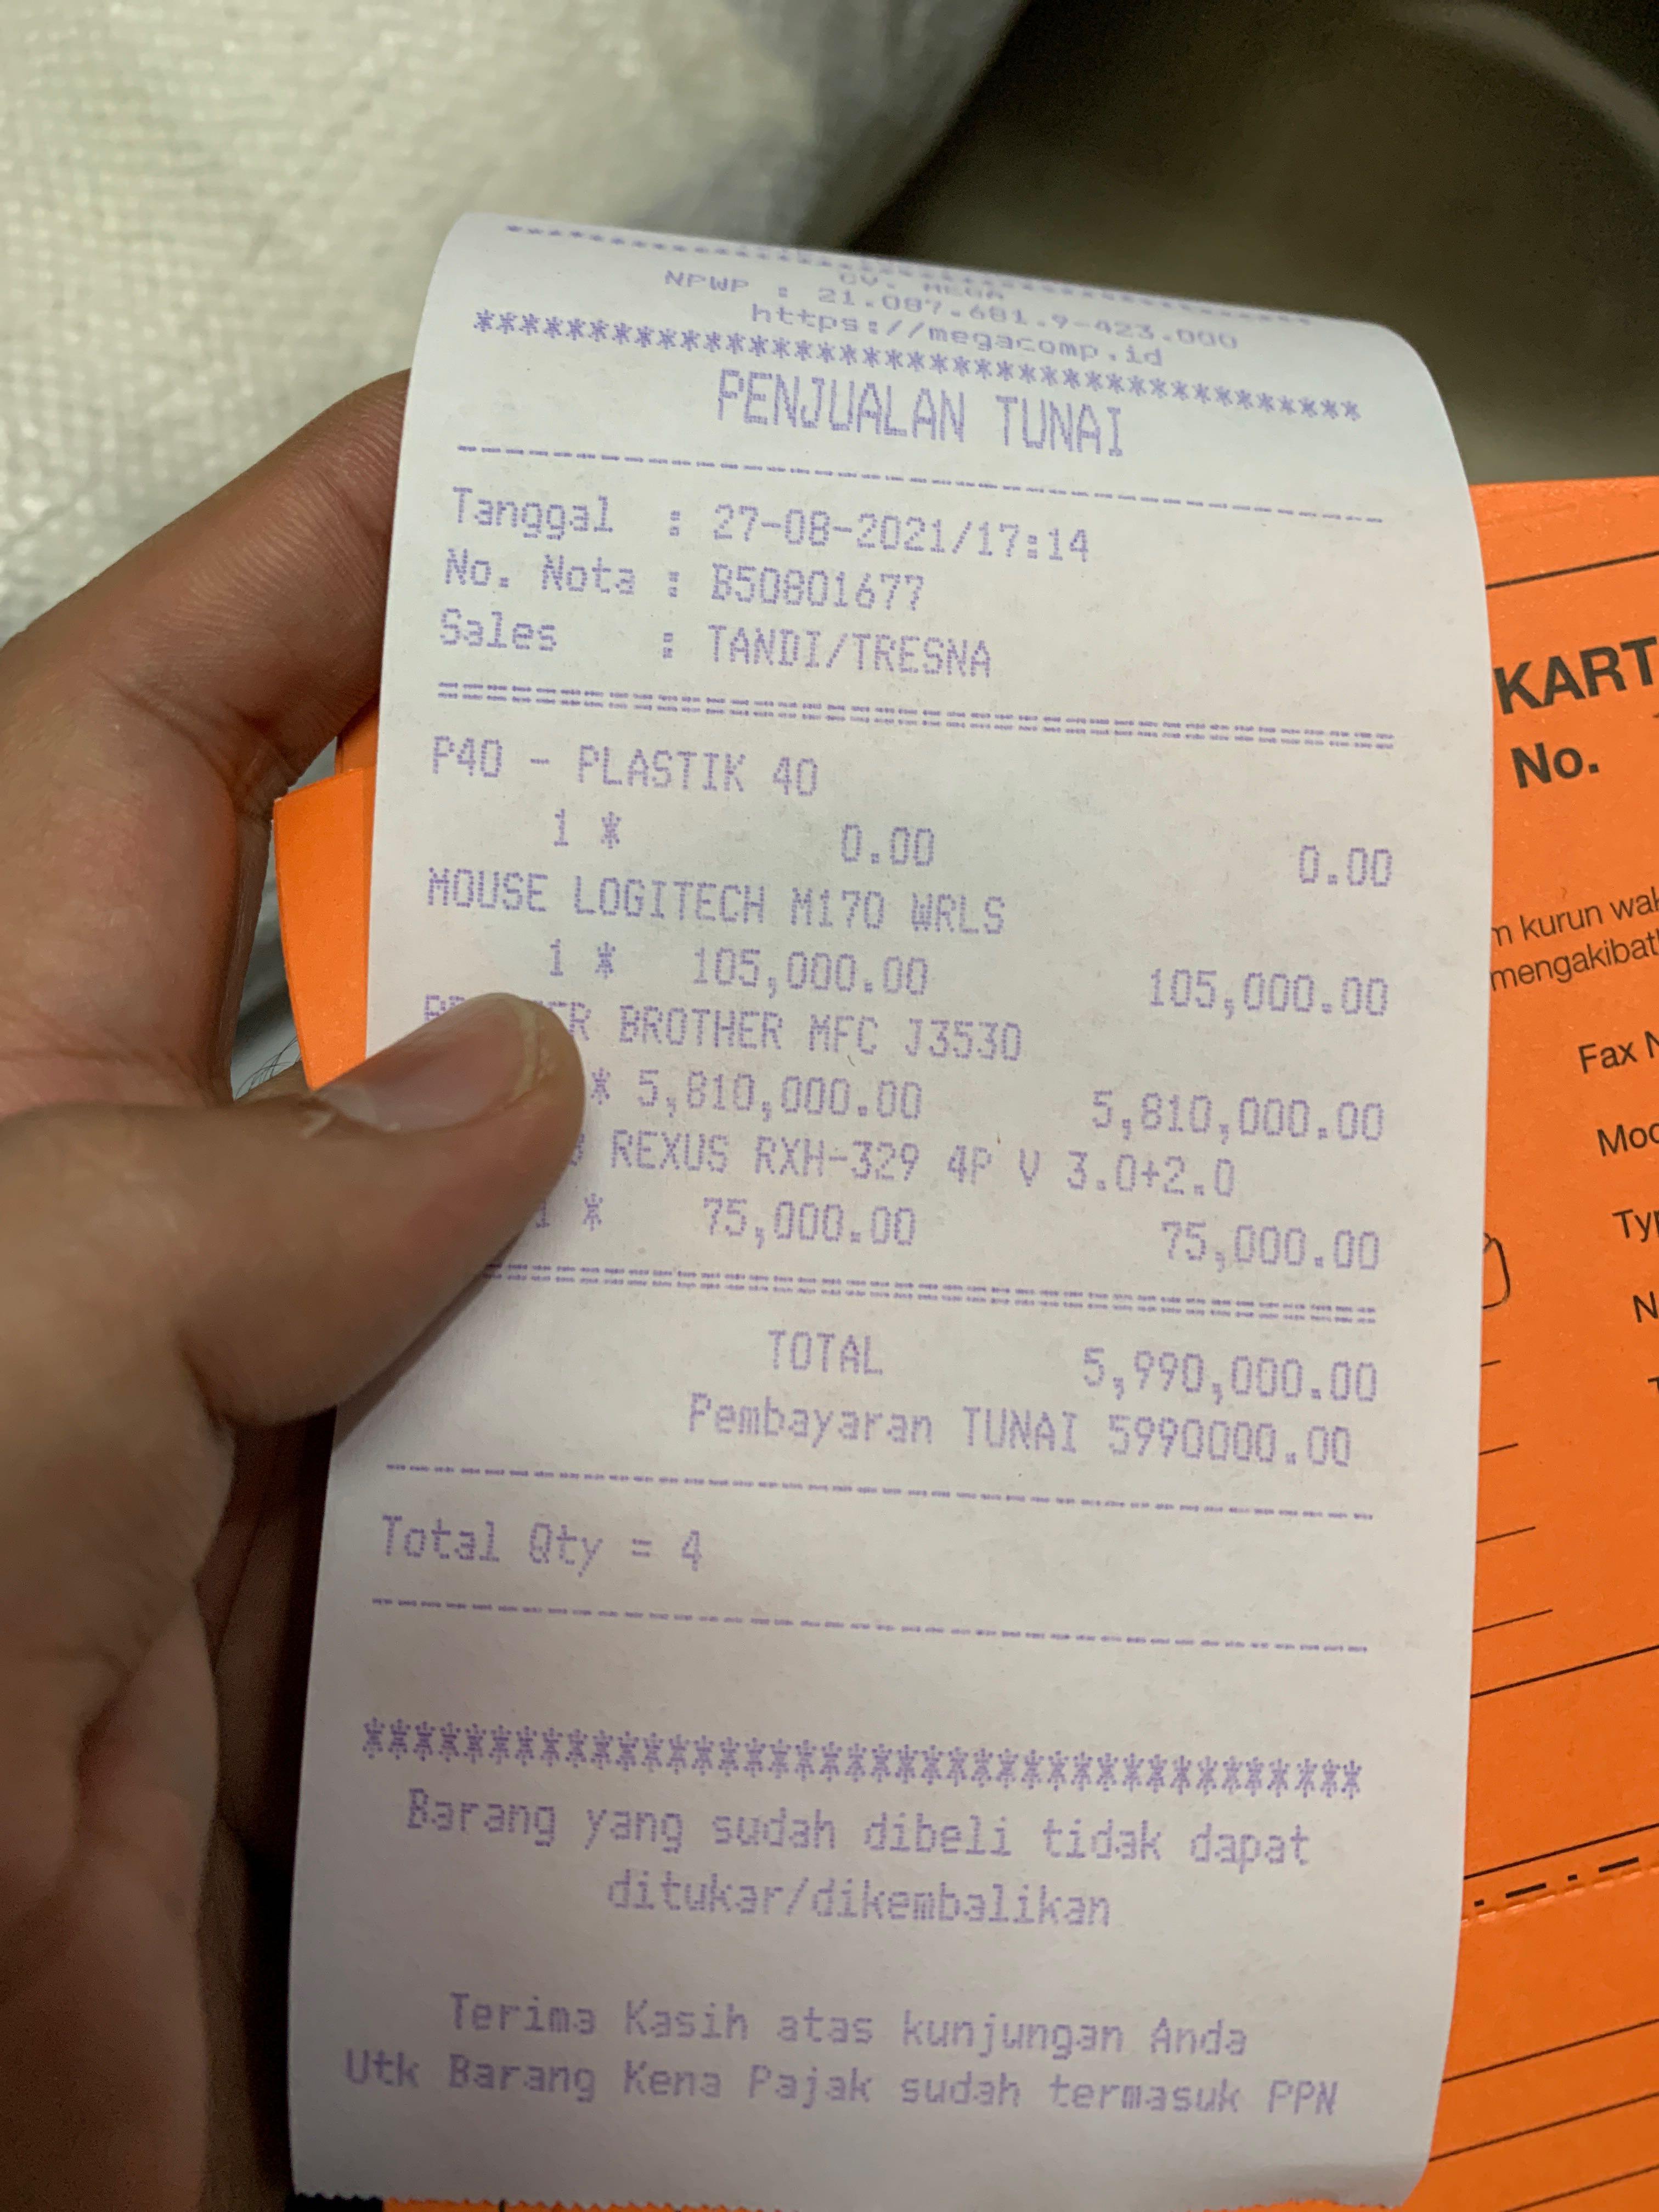 ****************************************
CV. MEGA
NPWP : 21.087.681.9-423.000
https://megacomp.id
****************************************
PENJUALAN TUNAI
----------------------------------------
Tanggal : 27-08-2021/17:14
No. Nota : B50801677
Sales : TANDI/TRESNA
========================================
P40 - PLASTIK 40
1 * 0.00 0.00
MOUSE LOGITECH M170 WRLS
1 * 105,000.00 105,000.00
BROTHER MFC J3530
* 5,810,000.00 5,810,000.00
REXUS RXH-329 4P V 3.0+2.0
1 * 75,000.00 75,000.00
========================================
TOTAL 5,990,000.00
Pembayaran TUNAI 5990000.00
----------------------------------------
Total Qty = 4
----------------------------------------
****************************************
Barang yang sudah dibeli tidak dapat
ditukar/dikembalikan
Terima Kasih atas kunjungan Anda
Utk Barang Kena Pajak sudah termasuk PPN
KART
No.
kurun
Fax